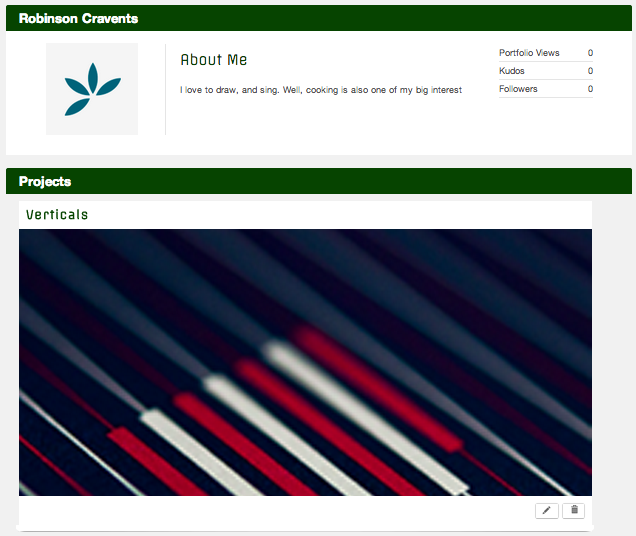 Robinson Cravents
About Me
I love to draw, and sing. Well, cooking is also one of my big interest
Portfolio Views 0
Kudos 0
Followers 0
Projects
Verticals